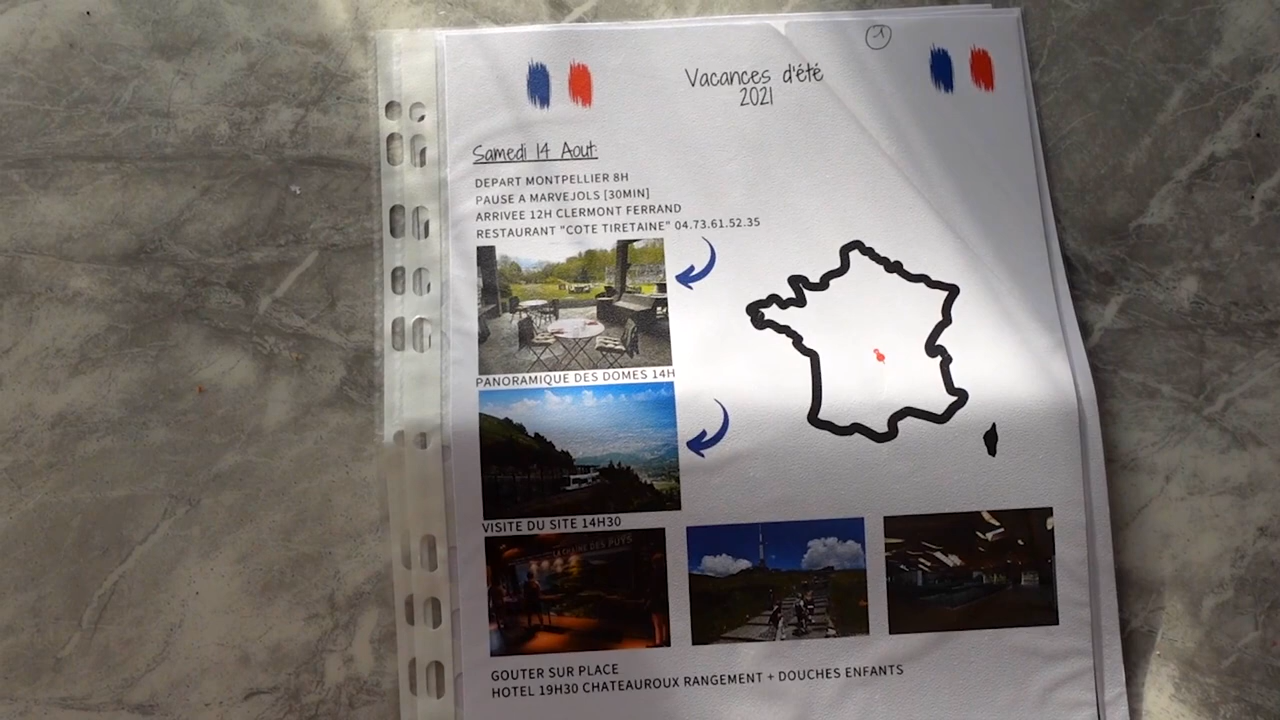 1
Vacances d'été
2021
Samedi 14 Aout:
DEPART MONTPELLIER 8H
PAUSE A MARVEJOLS [30MIN]
ARRIVEE 12H CLERMONT FERRAND
RESTAURANT "COTE TIRETAINE" 04.73.61.52.35
PANORAMIQUE DES DOMES 14H
VISITE DU SITE 14H30
LA CHAÎNE DES PUYS
GOUTER SUR PLACE
HOTEL 19H30 CHATEAUROUX RANGEMENT + DOUCHES ENFANTS